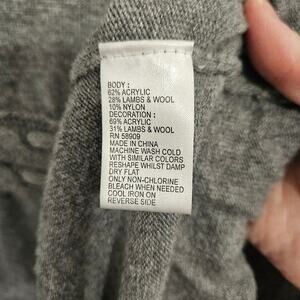 BODY :
62% ACRYLIC
28% LAMBS & WOOL
10% NYLON
DECORATION :
69% ACRYLIC
31% LAMBS & WOOL
RN 58909
MADE IN CHINA
MACHINE WASH COLD
WITH SIMILAR COLORS
RESHAPE WHILST DAMP
DRY FLAT
ONLY NON-CHLORINE
BLEACH WHEN NEEDED
COOL IRON ON
REVERSE SIDE